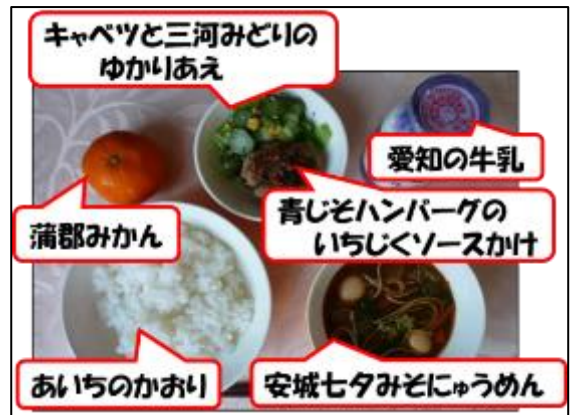 キャベツと三河みどりの
ゆかりあえ
愛知の牛乳
青じそハンバーグの
いちじくソースかけ
蒲郡みかん
あいちのかおり
安城七夕みそにゅうめん